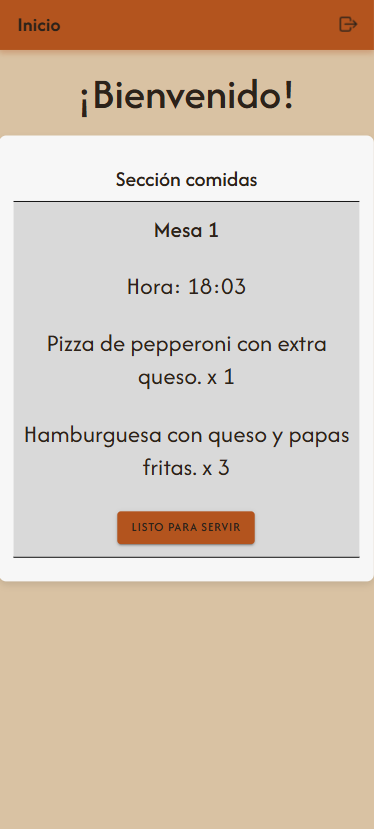 Inicio
¡Bienvenido!
Sección comidas
Mesa 1
Hora: 18:03
Pizza de pepperoni con extra
queso. x 1
Hamburguesa con queso y papas
fritas. x 3
LISTO PARA SERVIR